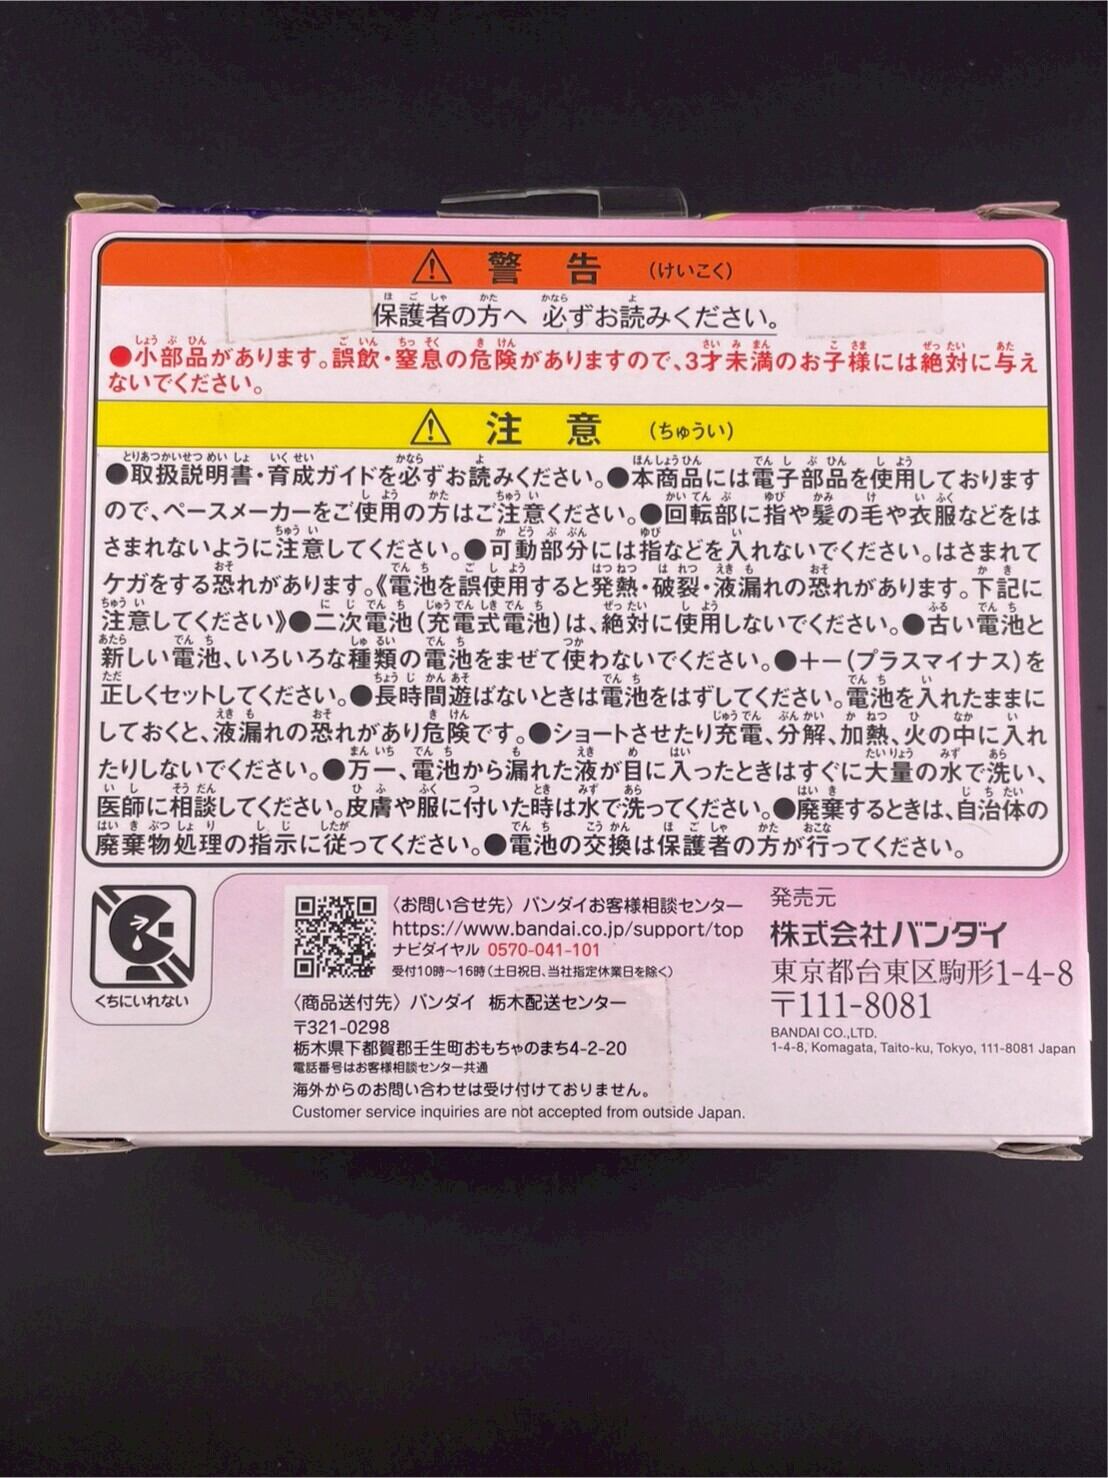 ⚠ 警告 (けいこく)
保護者の方へ 必ずお読みください。
●小部品があります。誤飲・窒息の危険がありますので、3才未満のお子様には絶対に与え
ないでください。
⚠ 注意 (ちゅうい)
●取扱説明書・育成ガイドを必ずお読みください。●本商品には電子部品を使用しております
ので、ペースメーカーをご使用の方はご注意ください。●回転部に指や髪の毛や衣服などをは
さまれないように注意してください。●可動部分には指などを入れないでください。はさまれて
ケガをする恐れがあります。《電池を誤使用すると発熱・破裂・液漏れの恐れがあります。下記に
注意してください》●二次電池(充電式電池)は、絶対に使用しないでください。●古い電池と
新しい電池、いろいろな種類の電池をまぜて使わないでください。●+−(プラスマイナス)を
正しくセットしてください。●長時間遊ばないときは電池をはずしてください。電池を入れたままに
しておくと、液漏れの恐れがあり危険です。●ショートさせたり充電、分解、加熱、火の中に入れ
たりしないでください。●万一、電池から漏れた液が目に入ったときはすぐに大量の水で洗い、
医師に相談してください。皮膚や服に付いた時は水で洗ってください。●廃棄するときは、自治体の
廃棄物処理の指示に従ってください。●電池の交換は保護者の方が行ってください。
くちにいれない
〈お問い合せ先〉バンダイお客様相談センター
https://www.bandai.co.jp/support/top
ナビダイヤル 0570-041-101
受付10時〜16時(土日祝日、当社指定休業日を除く)
〈商品送付先〉バンダイ 栃木配送センター
〒321-0298
栃木県下都賀郡壬生町おもちゃのまち4-2-20
電話番号はお客様相談センター共通
海外からのお問い合わせは受け付けておりません。
Customer service inquiries are not accepted from outside Japan.
発売元
株式会社バンダイ
東京都台東区駒形1-4-8
〒111-8081
BANDAI CO.,LTD.
1-4-8, Komagata, Taito-ku, Tokyo, 111-8081 Japan